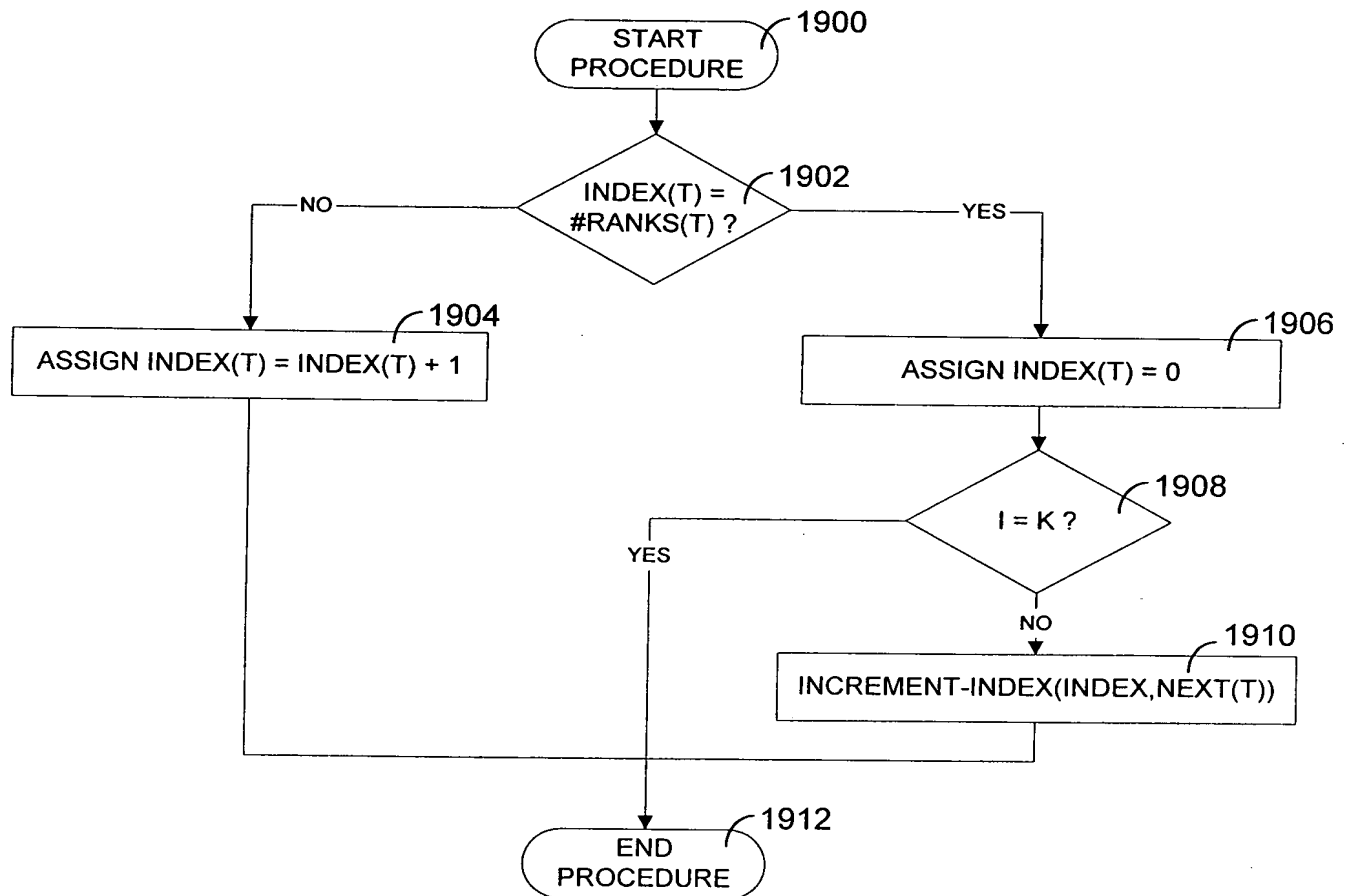 1900
START
PROCEDURE
1902
INDEX(T) =
#RANKS(T) ?
NO
YES
1904
ASSIGN INDEX(T) = INDEX(T) + 1
1906
ASSIGN INDEX(T) = 0
1908
I = K ?
YES
NO
1910
INCREMENT-INDEX(INDEX,NEXT(T))
1912
END
PROCEDURE